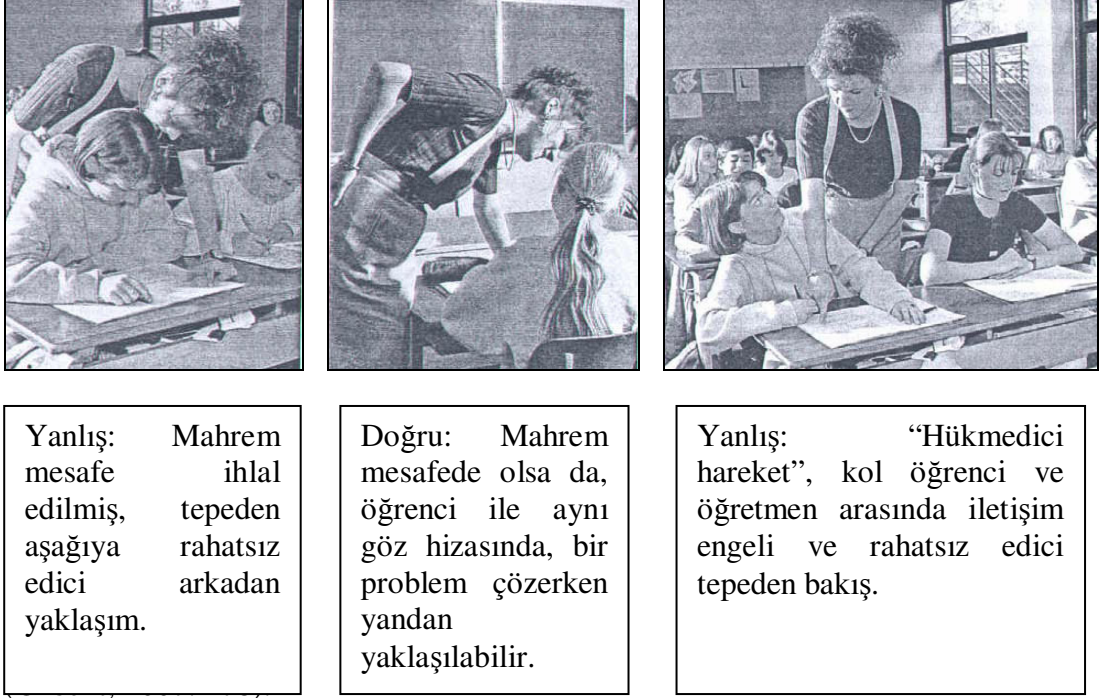 Yanlış: Mahrem
mesafe ihlal
edilmiş, tepeden
aşağıya rahatsız
edici arkadan
yaklaşım.
Doğru: Mahrem
mesafede olsa da,
öğrenci ile aynı
göz hizasında, bir
problem çözerken
yandan
yaklaşılabilir.
Yanlış: “Hükmedici
hareket”, kol öğrenci ve
öğretmen arasında iletişim
engeli ve rahatsız edici
tepeden bakış.